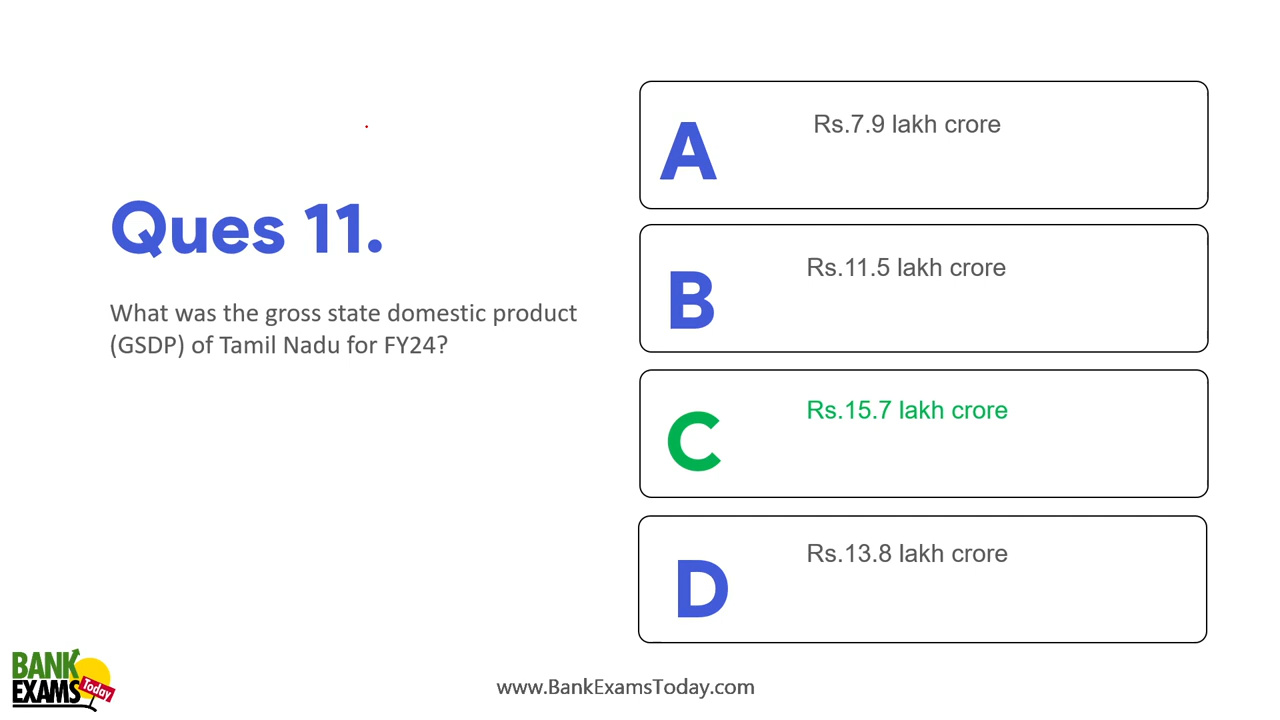 Ques 11.
What was the gross state domestic product
(GSDP) of Tamil Nadu for FY24?
A
Rs.7.9 lakh crore
B
Rs.11.5 lakh crore
C
Rs.15.7 lakh crore
D
Rs.13.8 lakh crore
BANK
EXAMS Today
www.BankExamsToday.com